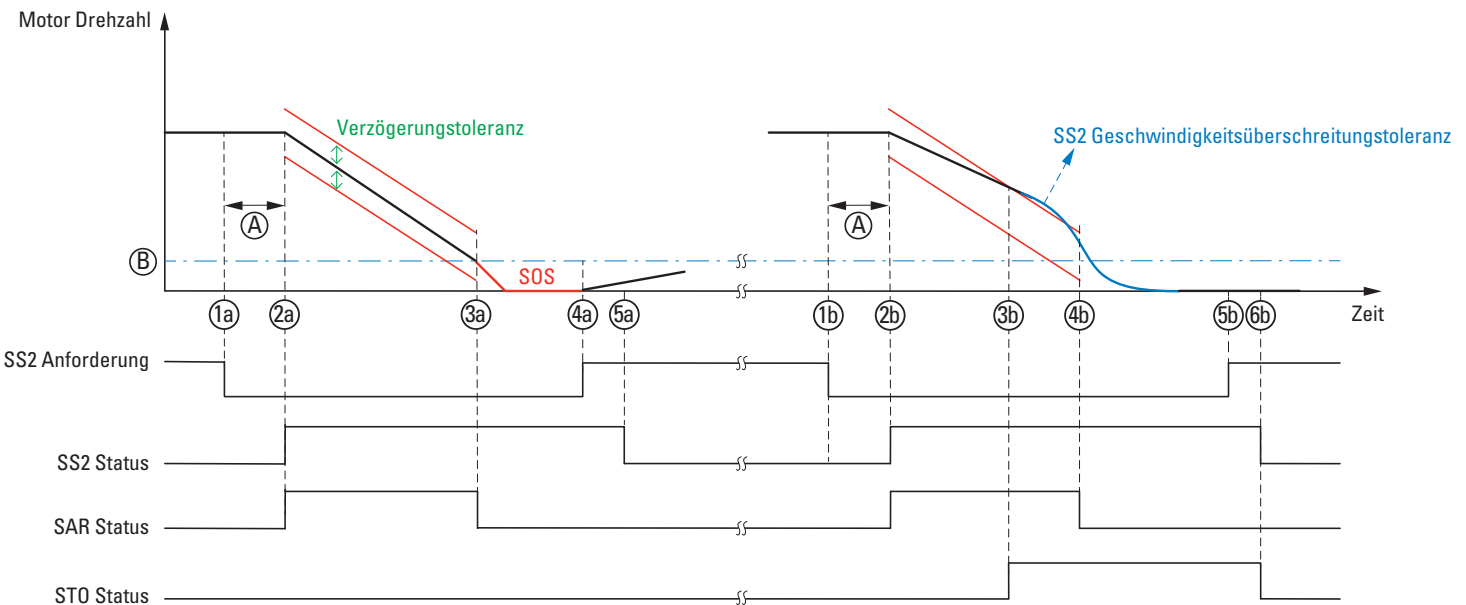 Motor Drehzahl
Verzögerungstoleranz
SS2 Geschwindigkeitsüberschreitungstoleranz
A
A
B
SOS
1a 2a 3a 4a 5a 1b 2b 3b 4b 5b 6b Zeit
SS2 Anforderung
SS2 Status
SAR Status
STO Status